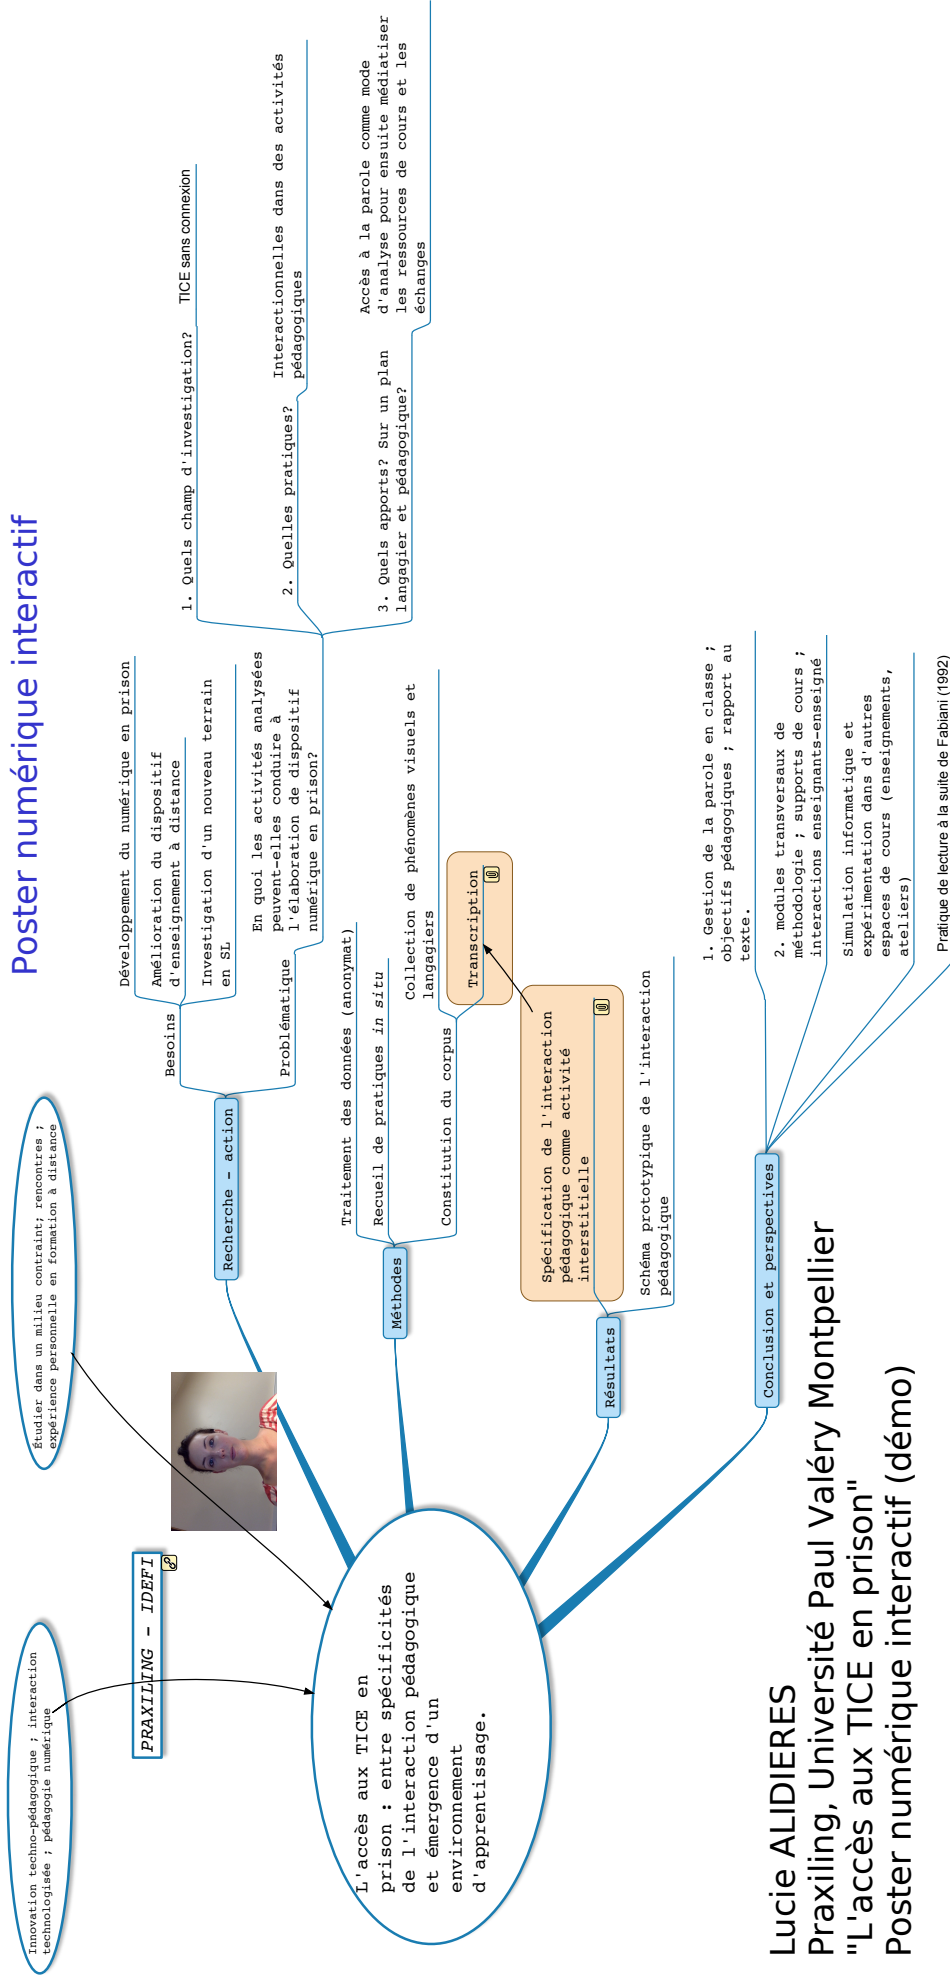 Poster numérique interactif
Innovation techno-pédagogique ; interaction
technologisée ; pédagogie numérique
Étudier dans un milieu contraint; rencontres ;
expérience personnelle en formation à distance
PRAXILING - IDEFI
L'accès aux TICE en
prison : entre spécificités
de l'interaction pédagogique
et émergence d'un
environnement
d'apprentissage.
Recherche - action
Besoins
Développement du numérique en prison
Amélioration du dispositif
d'enseignement à distance
Investigation d'un nouveau terrain
en SL
Problématique
En quoi les activités analysées
peuvent-elles conduire à
l'élaboration de dispositif
numérique en prison?
1. Quels champ d'investigation?
TICE sans connexion
2. Quelles pratiques?
Interactionnelles dans des activités
pédagogiques
3. Quels apports? Sur un plan
langagier et pédagogique?
Accès à la parole comme mode
d'analyse pour ensuite médiatiser
les ressources de cours et les
échanges
Méthodes
Traitement des données (anonymat)
Recueil de pratiques in situ
Constitution du corpus
Collection de phénomènes visuels et
langagiers
Transcription
Résultats
Spécification de l'interaction
pédagogique comme activité
interstitielle
Schéma prototypique de l'interaction
pédagogique
Conclusion et perspectives
1. Gestion de la parole en classe ;
objectifs pédagogiques ; rapport au
texte.
2. modules transversaux de
méthodologie ; supports de cours ;
interactions enseignants-enseigné
Simulation informatique et
expérimentation dans d'autres
espaces de cours (enseignements,
ateliers)
Pratique de lecture à la suite de Fabiani (1992)
Lucie ALIDIERES
Praxiling, Université Paul Valéry Montpellier
"L'accès aux TICE en prison"
Poster numérique interactif (démo)